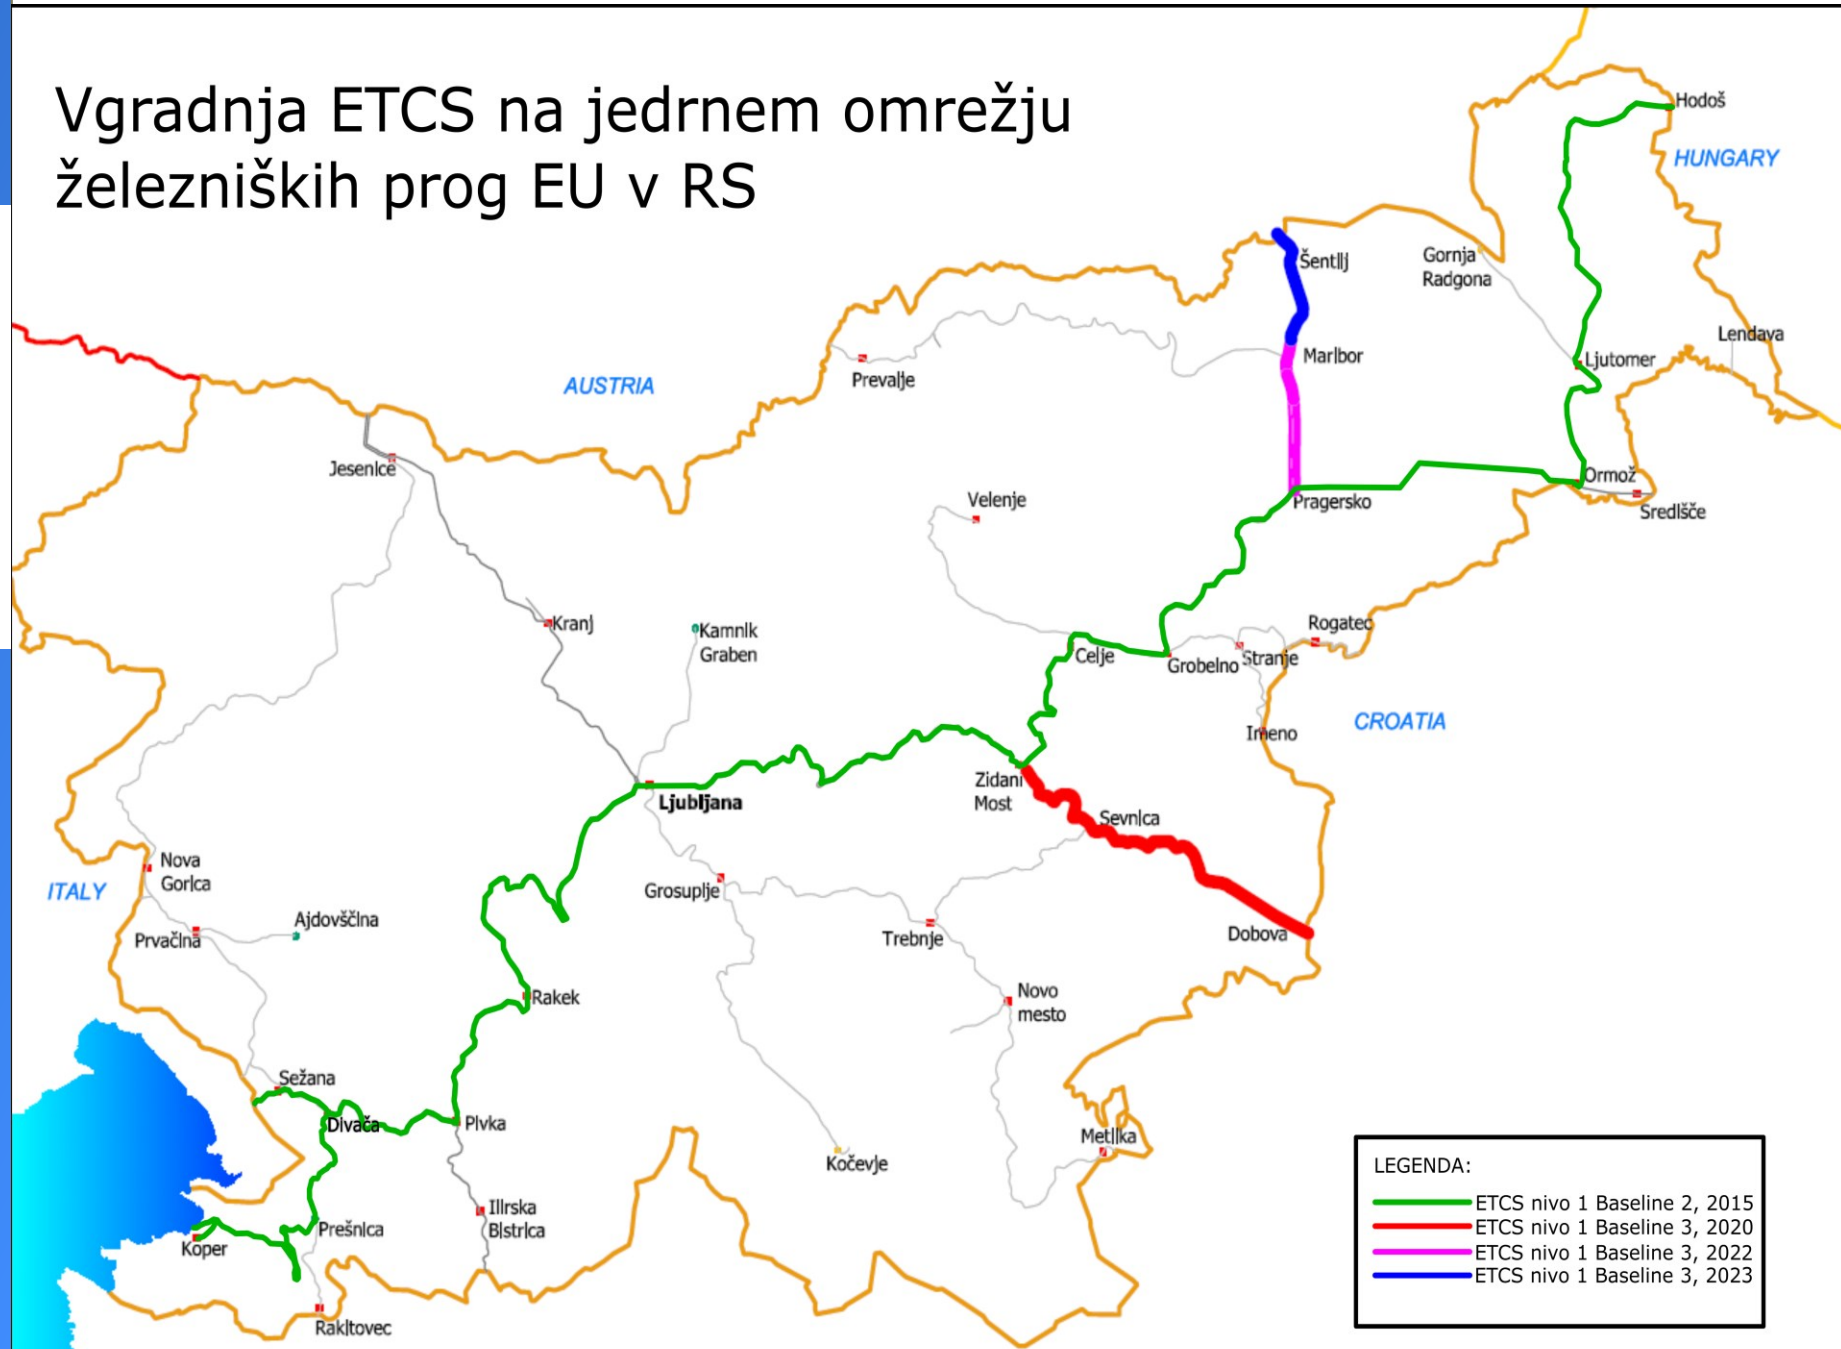 Vgradnja ETCS na jedrnem omrežju
železniških prog EU v RS
Hodoš
HUNGARY
Šentilj
Gornja
Radgona
Lendava
Maribor
Ljutomer
AUSTRIA
Prevalje
Jesenice
Ormož
Velenje
Pragersko
Središče
Kranj
Kamnik
Graben
Rogatec
Celje
Grobelno
Stranje
CROATIA
Imeno
Zidani
Most
Ljubljana
Sevnica
Nova
Gorica
ITALY
Grosuplje
Ajdovščina
Prvačina
Trebnje
Dobova
Rakek
Novo
mesto
Sežana
Divača
Pivka
Metlika
Kočevje
Ilirska
Bistrica
Prešnica
Koper
Rakitovec
LEGENDA:
ETCS nivo 1 Baseline 2, 2015
ETCS nivo 1 Baseline 3, 2020
ETCS nivo 1 Baseline 3, 2022
ETCS nivo 1 Baseline 3, 2023